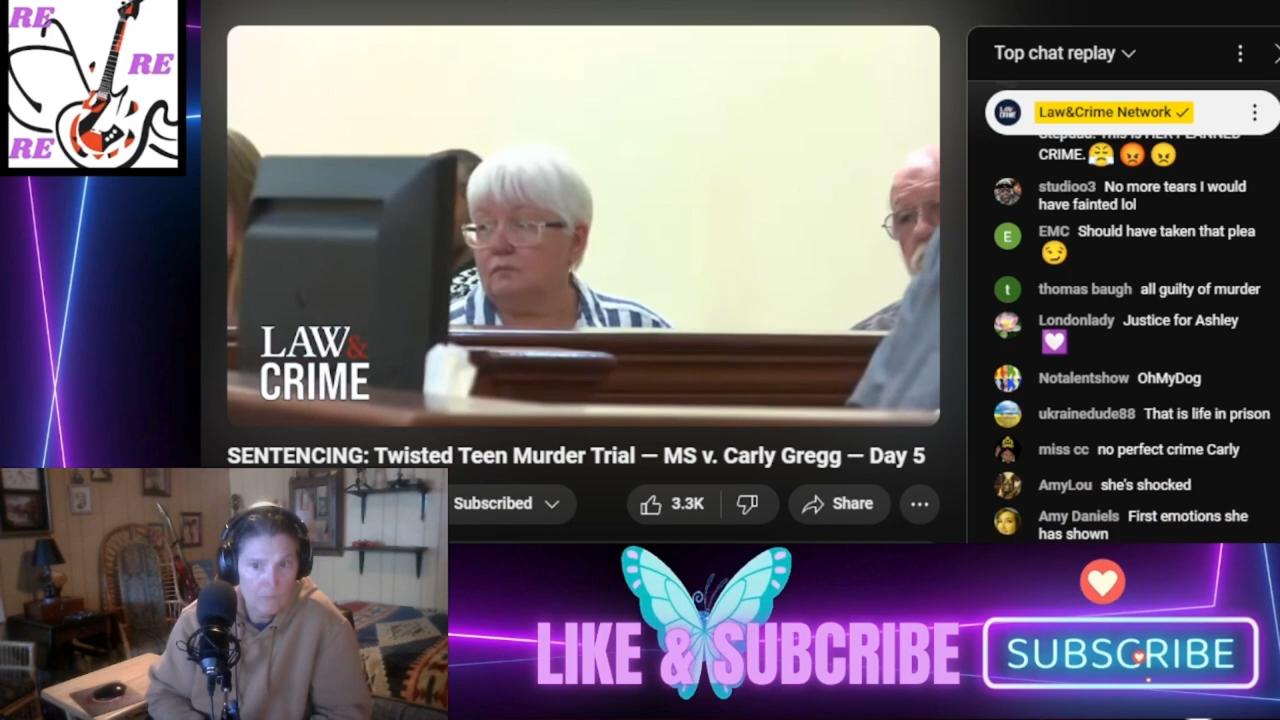 RE
RE
RE
LAW&
CRIME
SENTENCING: Twisted Teen Murder Trial — MS v. Carly Gregg — Day 5
Subscribed
3.3K
Share
Top chat replay
Law&Crime Network
CRIME.😤😡😠
studioo3 No more tears I would
have fainted lol
E
EMC Should have taken that plea
😏
t
thomas baugh all guilty of murder
Londonlady Justice for Ashley
💟
Notalentshow OhMyDog
ukrainedude88 That is life in prison
miss cc no perfect crime Carly
AmyLou she's shocked
Amy Daniels First emotions she
has shown
LIKE & SUBCRIBE
SUBSCRIBE